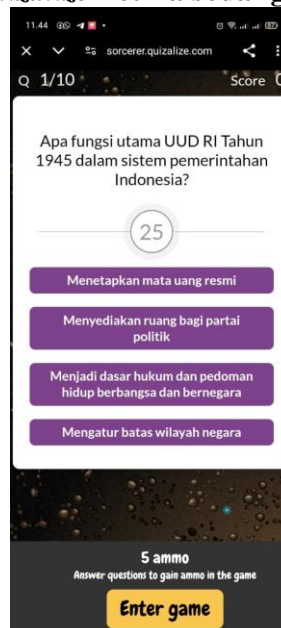 11.44
sorcerer.quizalize.com
Q 1/10 Score
Apa fungsi utama UUD RI Tahun
1945 dalam sistem pemerintahan
Indonesia?
25
Menetapkan mata uang resmi
Menyediakan ruang bagi partai
politik
Menjadi dasar hukum dan pedoman
hidup berbangsa dan bernegara
Mengatur batas wilayah negara
5 ammo
Answer questions to gain ammo in the game
Enter game